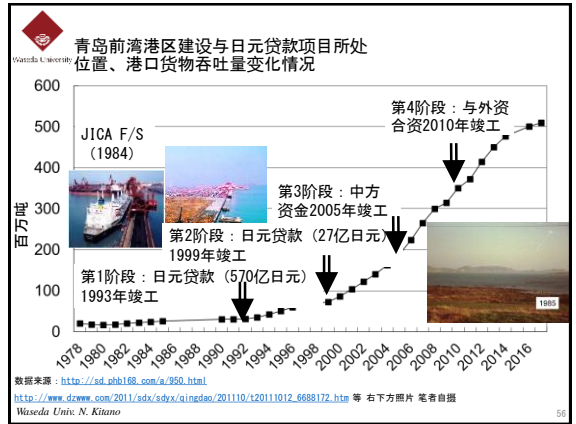 青岛前湾港区建设与日元贷款项目所处
位置、港口货物吞吐量变化情况
Waseda University
600
500
400
300
200
100
0
百万吨
JICA F/S
（1984）
第4阶段：与外资
合资2010年竣工
第3阶段：中方
资金2005年竣工
第2阶段：日元贷款（27亿日元）
1999年竣工
第1阶段：日元贷款（570亿日元）
1993年竣工
1985
1978
1980
1982
1984
1986
1988
1990
1992
1994
1996
1998
2000
2002
2004
2006
2008
2010
2012
2014
2016
数据来源：http://sd.phb168.com/a/950.html
http://www.dzwww.com/2011/sdx/sdyx/qingdao/201110/t20111012_6688172.htm 等 右下方照片 笔者自摄
Waseda Univ. N. Kitano
56